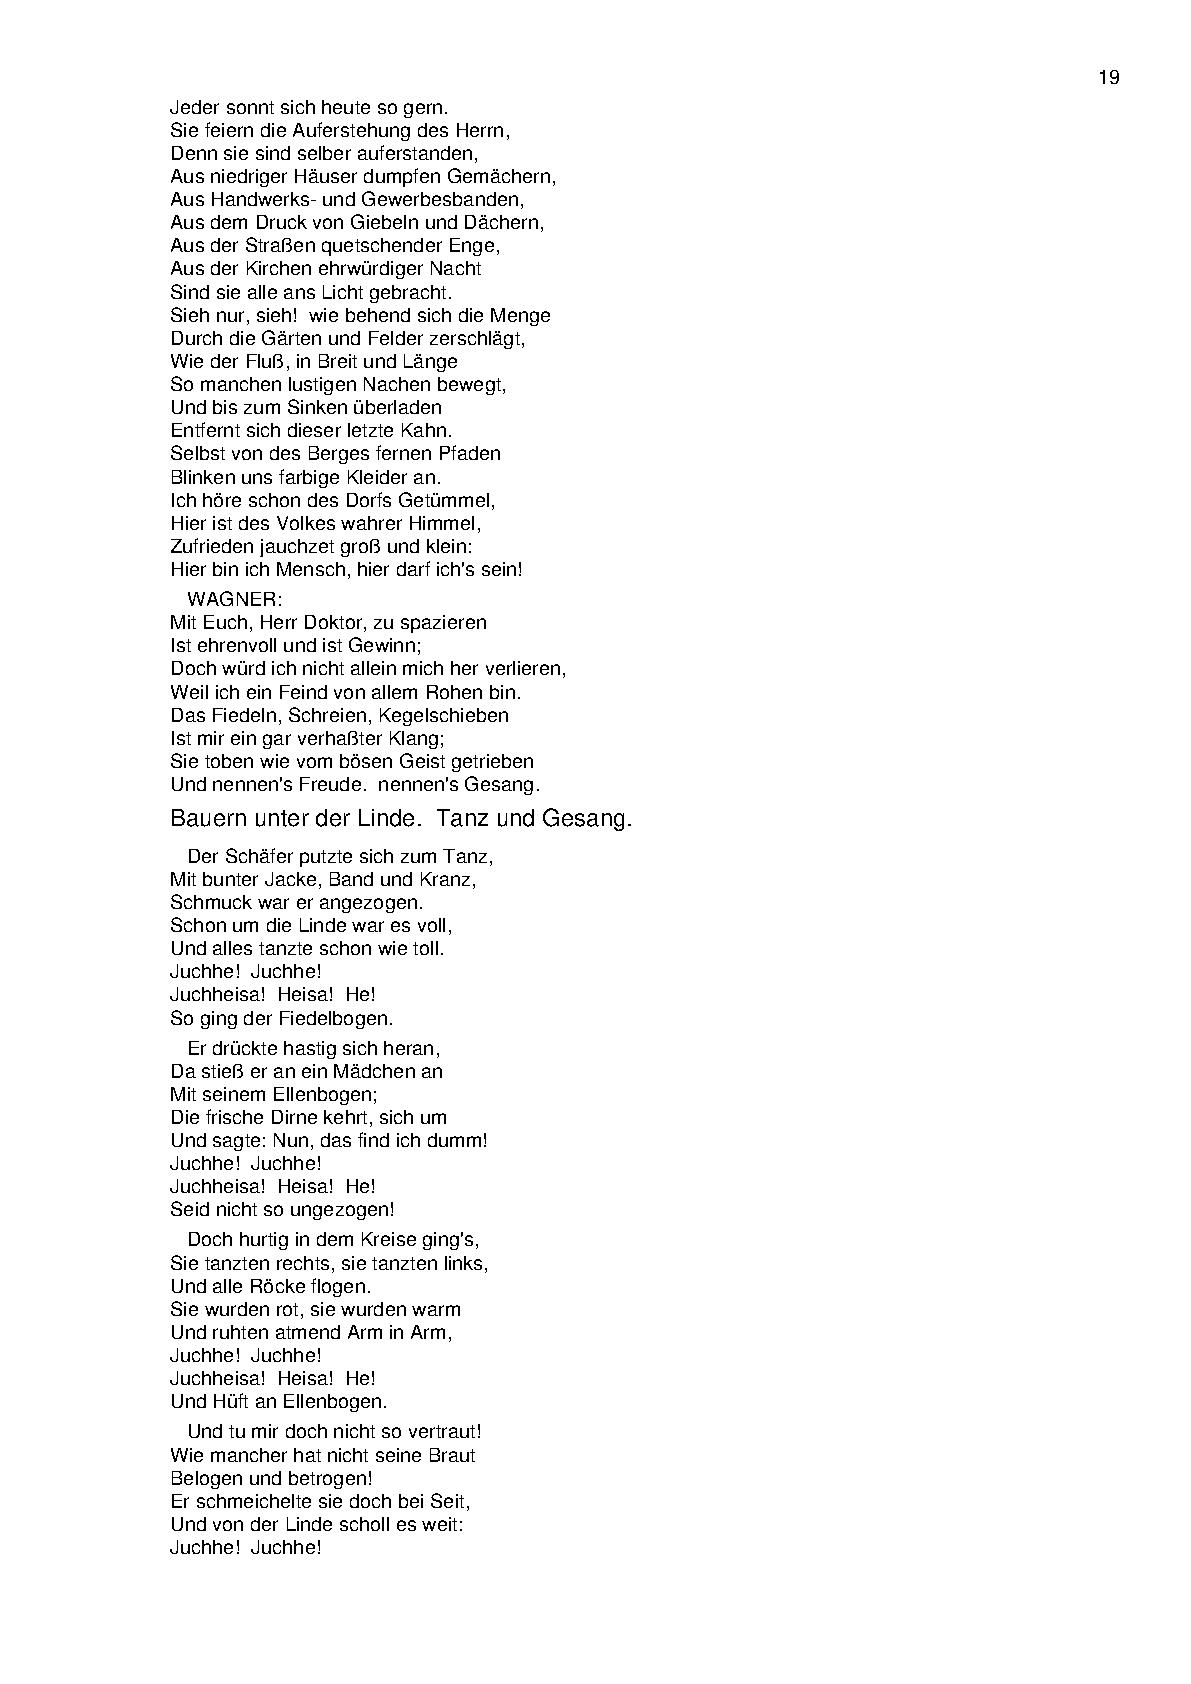 19
Jeder sonnt sich heute so gern.
Sie feiern die Auferstehung des Herrn,
Denn sie sind selber auferstanden,
Aus niedriger Häuser dumpfen Gemächern,
Aus Handwerks- und Gewerbesbanden,
Aus dem Druck von Giebeln und Dächern,
Aus der Straßen quetschender Enge,
Aus der Kirchen ehrwürdiger Nacht
Sind sie alle ans Licht gebracht.
Sieh nur, sieh!  wie behend sich die Menge
Durch die Gärten und Felder zerschlägt,
Wie der Fluß, in Breit und Länge
So manchen lustigen Nachen bewegt,
Und bis zum Sinken überladen
Entfernt sich dieser letzte Kahn.
Selbst von des Berges fernen Pfaden
Blinken uns farbige Kleider an.
Ich höre schon des Dorfs Getümmel,
Hier ist des Volkes wahrer Himmel,
Zufrieden jauchzet groß und klein:
Hier bin ich Mensch, hier darf ich's sein!
WAGNER:
Mit Euch, Herr Doktor, zu spazieren
Ist ehrenvoll und ist Gewinn;
Doch würd ich nicht allein mich her verlieren,
Weil ich ein Feind von allem Rohen bin.
Das Fiedeln, Schreien, Kegelschieben
Ist mir ein gar verhaßter Klang;
Sie toben wie vom bösen Geist getrieben
Und nennen's Freude.  nennen's Gesang.
Bauern unter der Linde.  Tanz und Gesang.
Der Schäfer putzte sich zum Tanz,
Mit bunter Jacke, Band und Kranz,
Schmuck war er angezogen.
Schon um die Linde war es voll,
Und alles tanzte schon wie toll.
Juchhe!  Juchhe!
Juchheisa!  Heisa!  He!
So ging der Fiedelbogen.
Er drückte hastig sich heran,
Da stieß er an ein Mädchen an
Mit seinem Ellenbogen;
Die frische Dirne kehrt, sich um
Und sagte: Nun, das find ich dumm!
Juchhe!  Juchhe!
Juchheisa!  Heisa!  He!
Seid nicht so ungezogen!
Doch hurtig in dem Kreise ging's,
Sie tanzten rechts, sie tanzten links,
Und alle Röcke flogen.
Sie wurden rot, sie wurden warm
Und ruhten atmend Arm in Arm,
Juchhe!  Juchhe!
Juchheisa!  Heisa!  He!
Und Hüft an Ellenbogen.
Und tu mir doch nicht so vertraut!
Wie mancher hat nicht seine Braut
Belogen und betrogen!
Er schmeichelte sie doch bei Seit,
Und von der Linde scholl es weit:
Juchhe!  Juchhe!